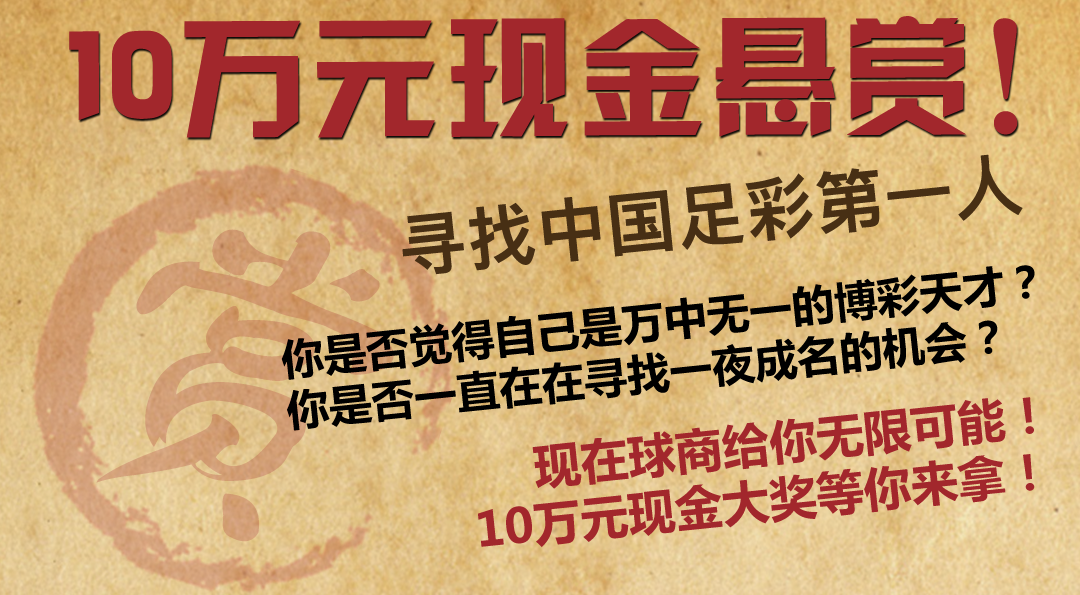 10万元现金悬赏！
寻找中国足彩第一人
赏
你是否觉得自己是万中无一的博彩天才？
你是否一直在在寻找一夜成名的机会？
现在球商给你无限可能！
10万元现金大奖等你来拿！